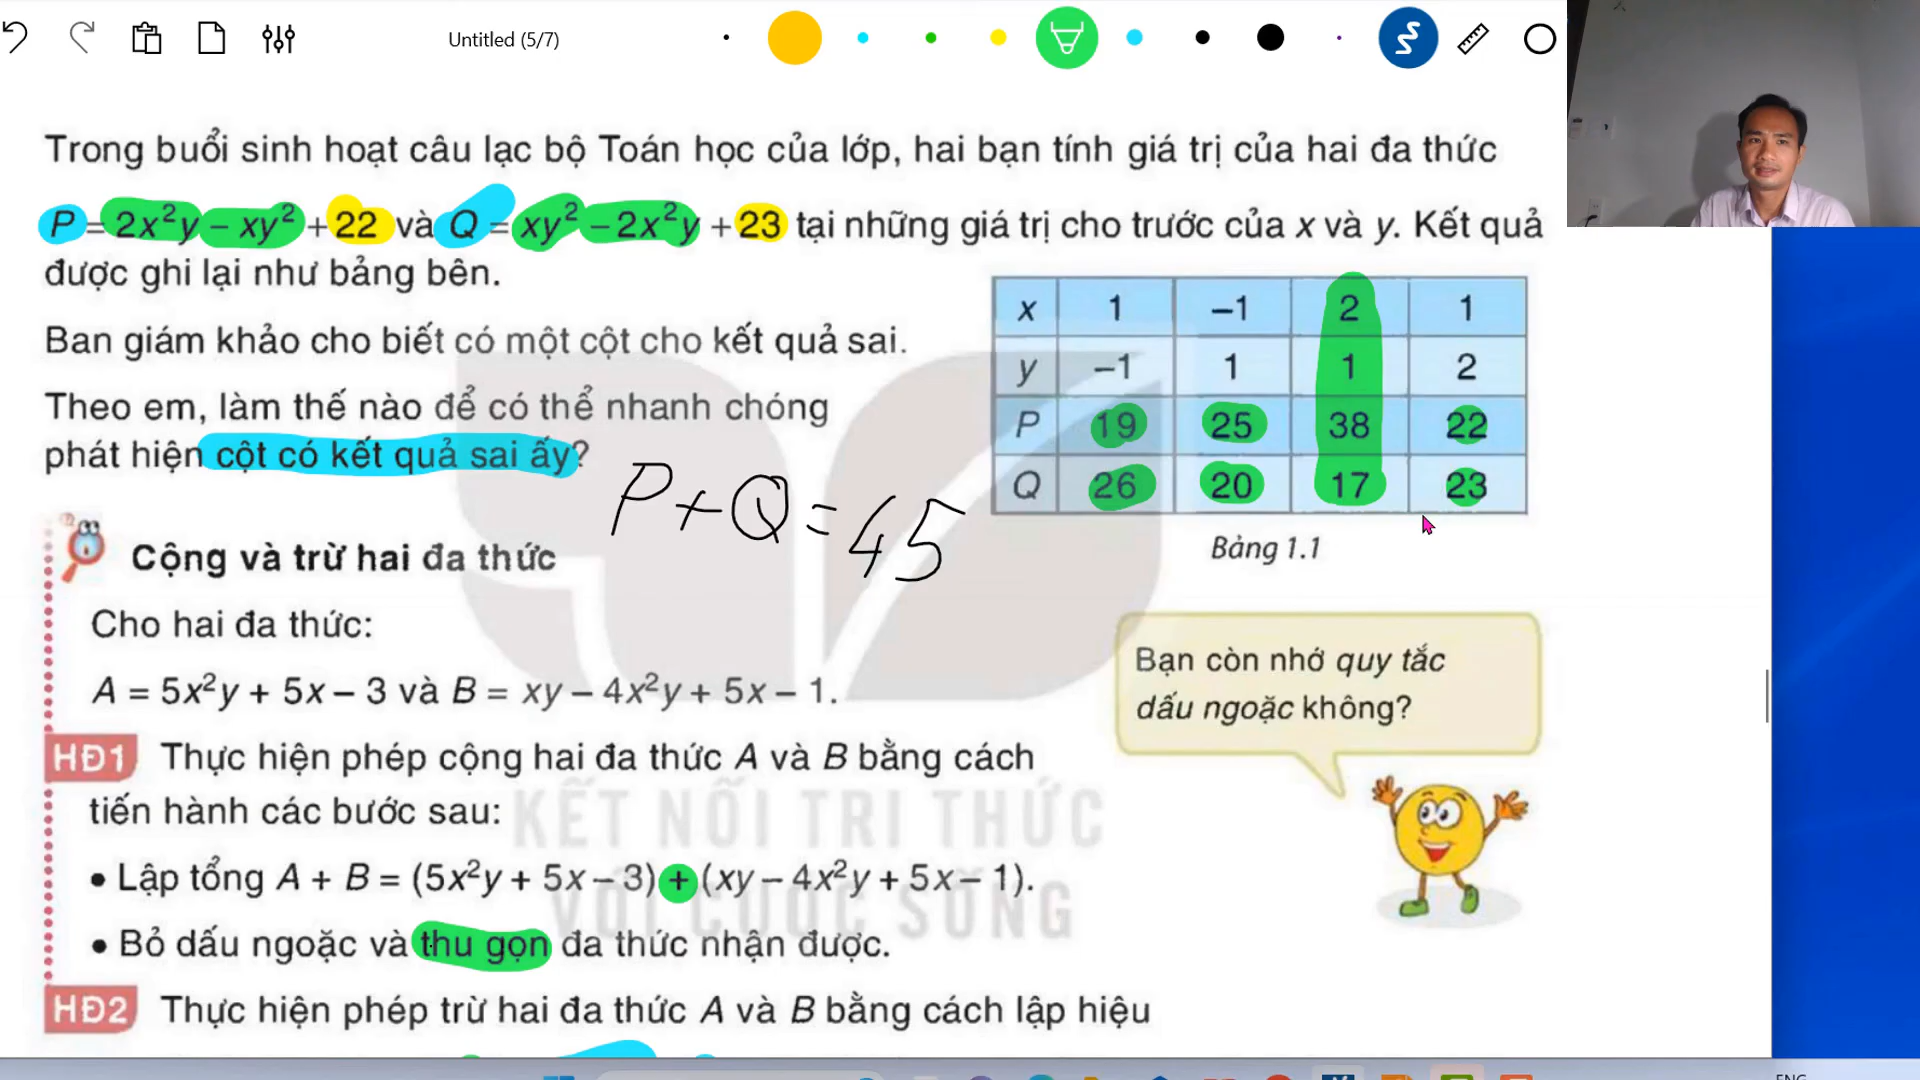 Untitled (5/7)
Trong buổi sinh hoạt câu lạc bộ Toán học của lớp, hai bạn tính giá trị của hai đa thức
P = 2x²y – xy² + 22 và Q = xy² – 2x²y + 23 tại những giá trị cho trước của x và y. Kết quả
được ghi lại như bảng bên.
Ban giám khảo cho biết có một cột cho kết quả sai.
Theo em, làm thế nào để có thể nhanh chóng
phát hiện cột có kết quả sai ấy?
x 1 –1 2 1
y –1 1 1 2
P 19 25 38 22
Q 26 20 17 23
Bảng 1.1
P+Q=45
Cộng và trừ hai đa thức
Cho hai đa thức:
A = 5x²y + 5x – 3 và B = xy – 4x²y + 5x – 1.
Bạn còn nhớ quy tắc
dấu ngoặc không?
HĐ1 Thực hiện phép cộng hai đa thức A và B bằng cách
tiến hành các bước sau:
• Lập tổng A + B = (5x²y + 5x – 3) + (xy – 4x²y + 5x – 1).
• Bỏ dấu ngoặc và thu gọn đa thức nhận được.
HĐ2 Thực hiện phép trừ hai đa thức A và B bằng cách lập hiệu
KẾT NỐI TRI THỨC
VỚI CUỘC SỐNG